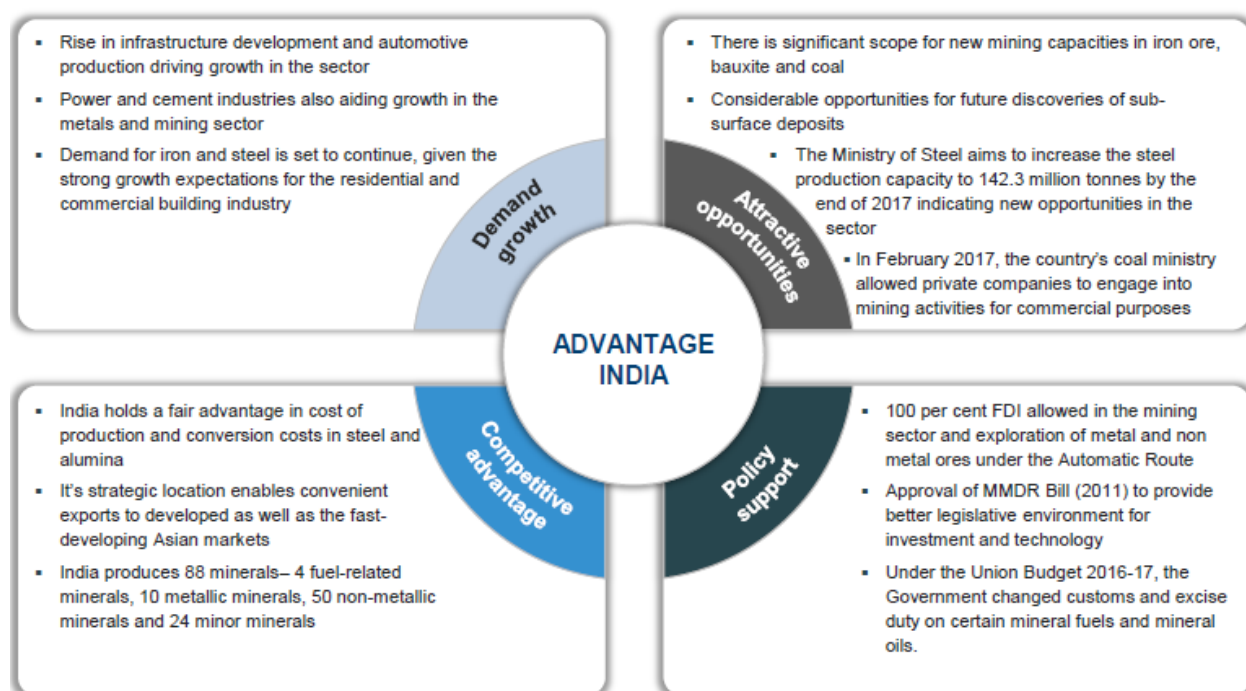 ▪ Rise in infrastructure development and automotive
production driving growth in the sector
▪ Power and cement industries also aiding growth in the
metals and mining sector
▪ Demand for iron and steel is set to continue, given the
strong growth expectations for the residential and
commercial building industry
Demand
growth
▪ There is significant scope for new mining capacities in iron ore,
bauxite and coal
▪ Considerable opportunities for future discoveries of sub-
surface deposits
▪ The Ministry of Steel aims to increase the steel
production capacity to 142.3 million tonnes by the
end of 2017 indicating new opportunities in the
sector
▪ In February 2017, the country’s coal ministry
allowed private companies to engage into
mining activities for commercial purposes
Attractive
opportunities
ADVANTAGE
INDIA
▪ India holds a fair advantage in cost of
production and conversion costs in steel and
alumina
▪ It’s strategic location enables convenient
exports to developed as well as the fast-
developing Asian markets
▪ India produces 88 minerals– 4 fuel-related
minerals, 10 metallic minerals, 50 non-metallic
minerals and 24 minor minerals
Competitive
advantage
Policy
support
▪ 100 per cent FDI allowed in the mining
sector and exploration of metal and non
metal ores under the Automatic Route
▪ Approval of MMDR Bill (2011) to provide
better legislative environment for
investment and technology
▪ Under the Union Budget 2016-17, the
Government changed customs and excise
duty on certain mineral fuels and mineral
oils.